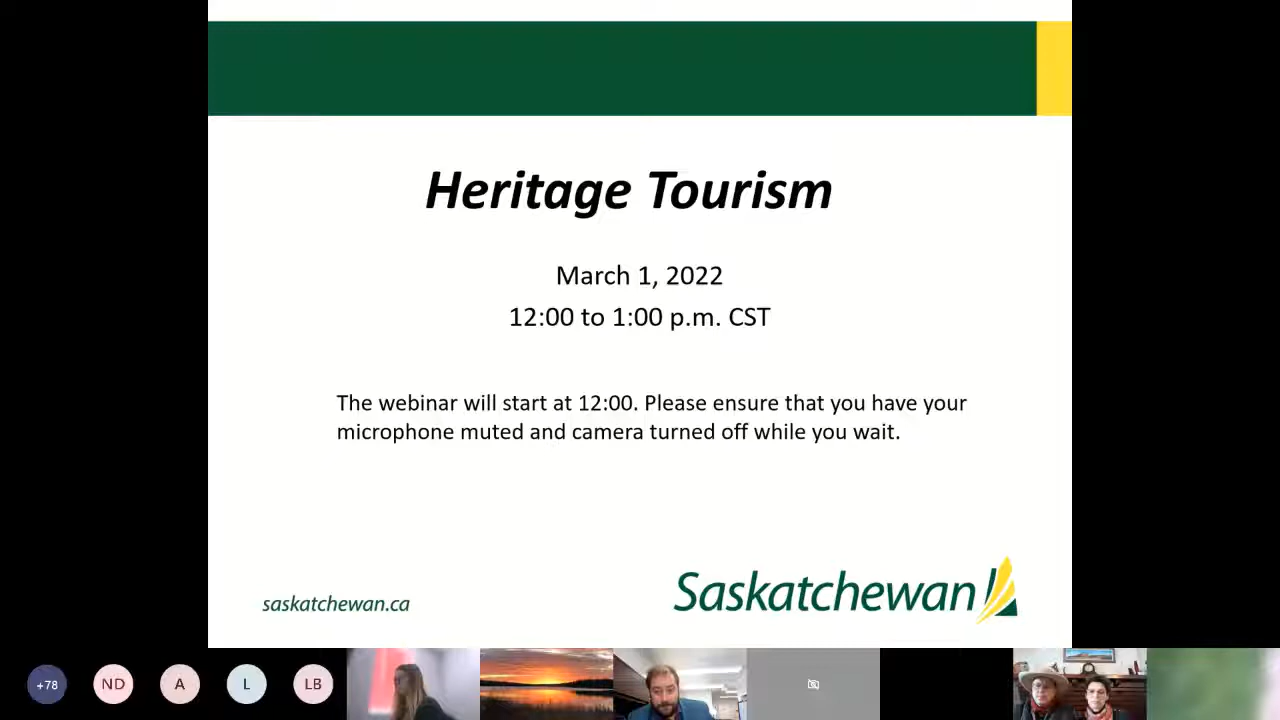 Heritage Tourism
March 1, 2022
12:00 to 1:00 p.m. CST
The webinar will start at 12:00. Please ensure that you have your
microphone muted and camera turned off while you wait.
saskatchewan.ca
Saskatchewan
+78
ND
A
L
LB